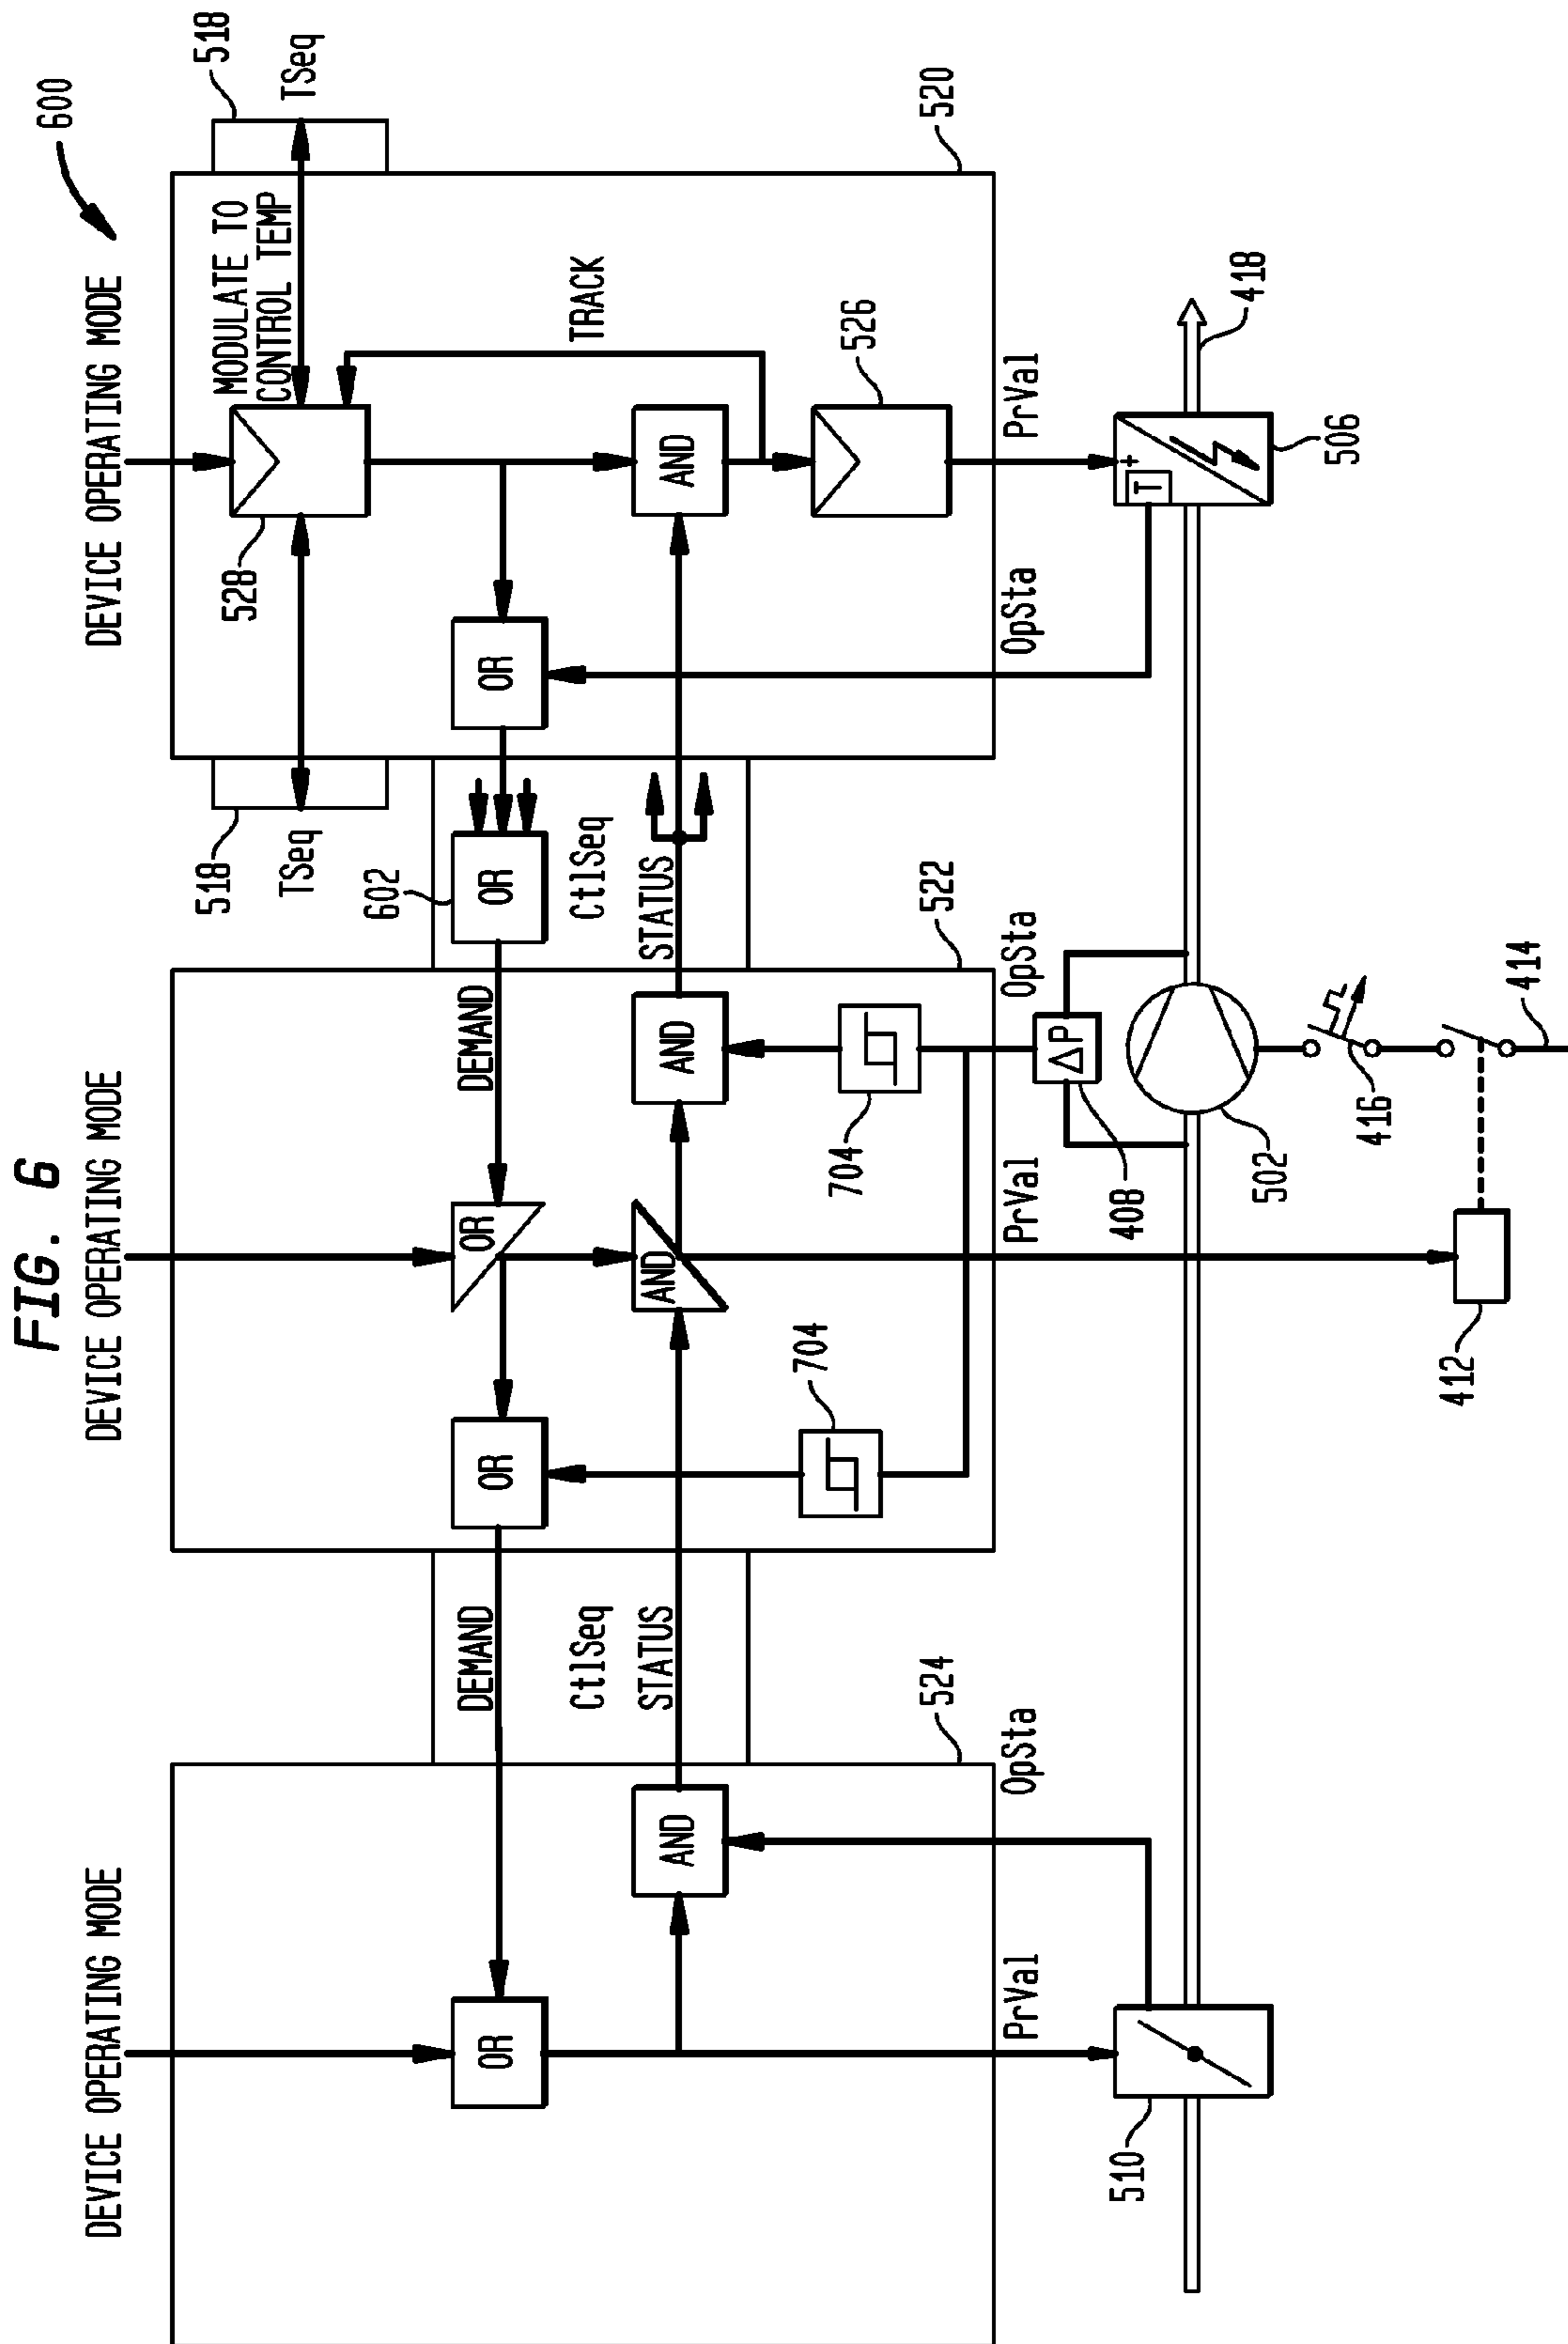 FIG. 6
600
DEVICE OPERATING MODE
DEVICE OPERATING MODE
DEVICE OPERATING MODE
518
518
TSeq
TSeq
528
MODULATE TO
CONTROL TEMP
602
DEMAND
OR
OR
OR
DEMAND
OR
OR
CtlSeq
CtlSeq
TRACK
STATUS
STATUS
AND
AND
AND
AND
704
704
526
524
522
520
PrVal
OpSta
PrVal
OpSta
OpSta
PrVal
510
408
ΔP
T
+
506
418
502
416
412
414